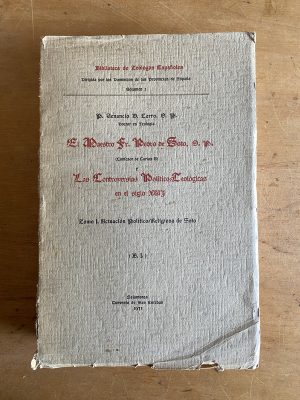 Biblioteca de Teólogos Españoles
Dirigida por los Dominicos de las Provincias de España
Volumen 1
P. Venancio D. Carro, O. P.
Doctor en Teología
El Maestro Fr. Pedro de Soto, O. P.
(Confesor de Carlos V)
y
Las Controversias Político-Teológicas
en el siglo XVI
Tomo I. Actuación Político-Religiosa de Soto
Salamanca
Convento de San Esteban
1931